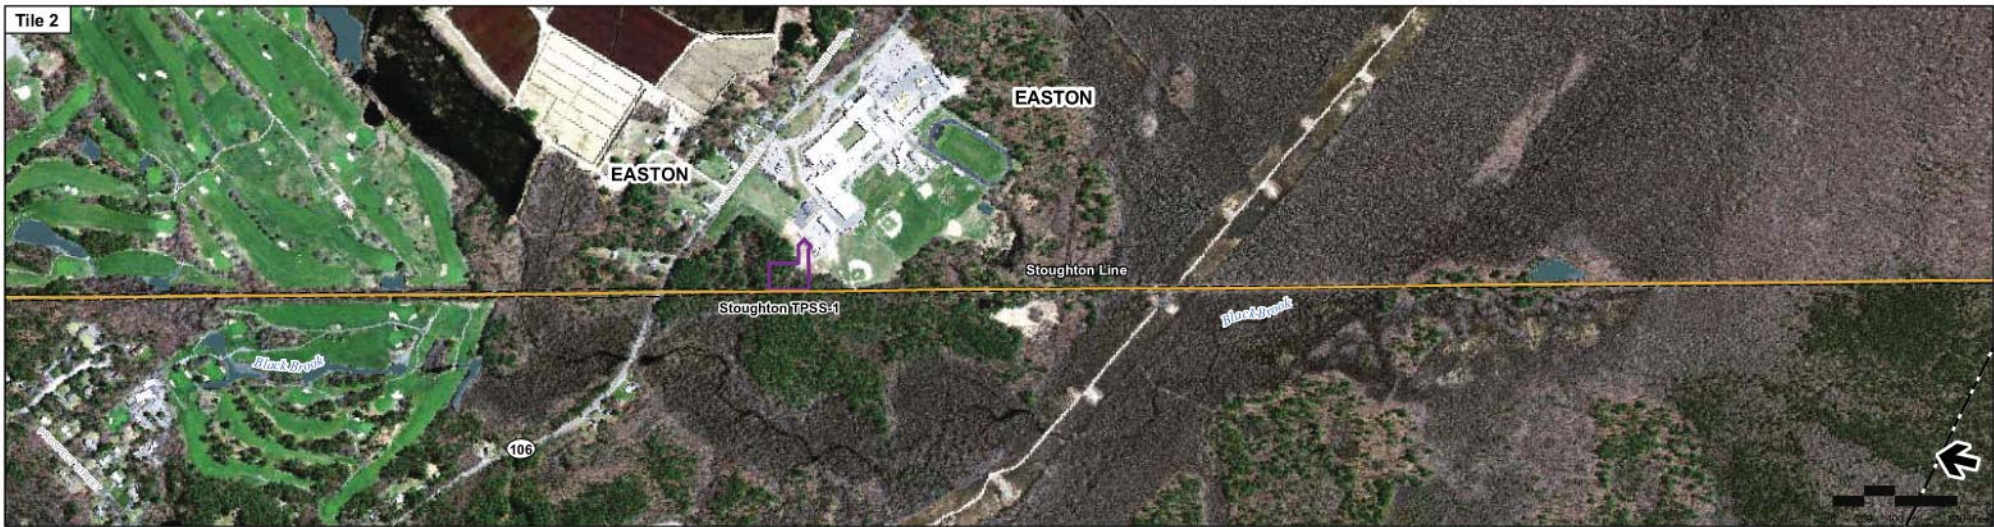 Tile 2
EASTON
EASTON
Stoughton Line
Stoughton TPSS-1
Black Brook
Black Brook
106